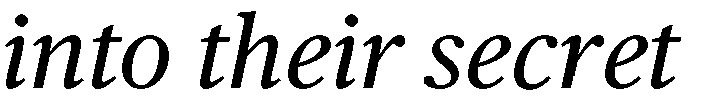 into their secret